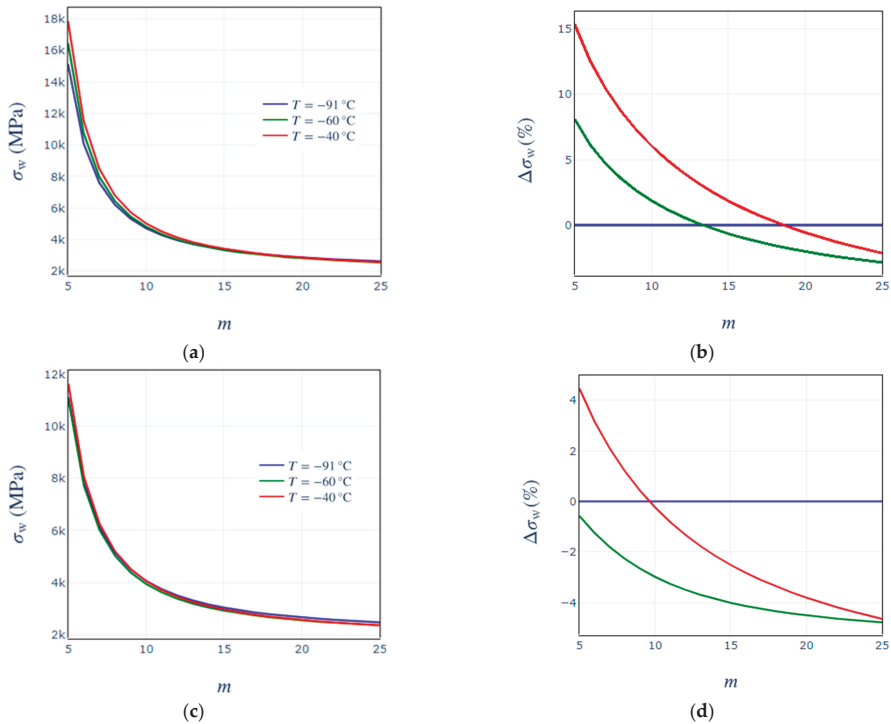 18k
16k
14k
12k
10k
8k
6k
4k
2k
σw (MPa)
T = −91 °C
T = −60 °C
T = −40 °C
5
10
15
20
25
m
(a)
15
10
5
0
Δσw(%)
5
10
15
20
25
m
(b)
12k
10k
8k
6k
4k
2k
σw (MPa)
T = −91 °C
T = −60 °C
T = −40 °C
5
10
15
20
25
m
(c)
4
2
0
−2
−4
Δσw(%)
5
10
15
20
25
m
(d)